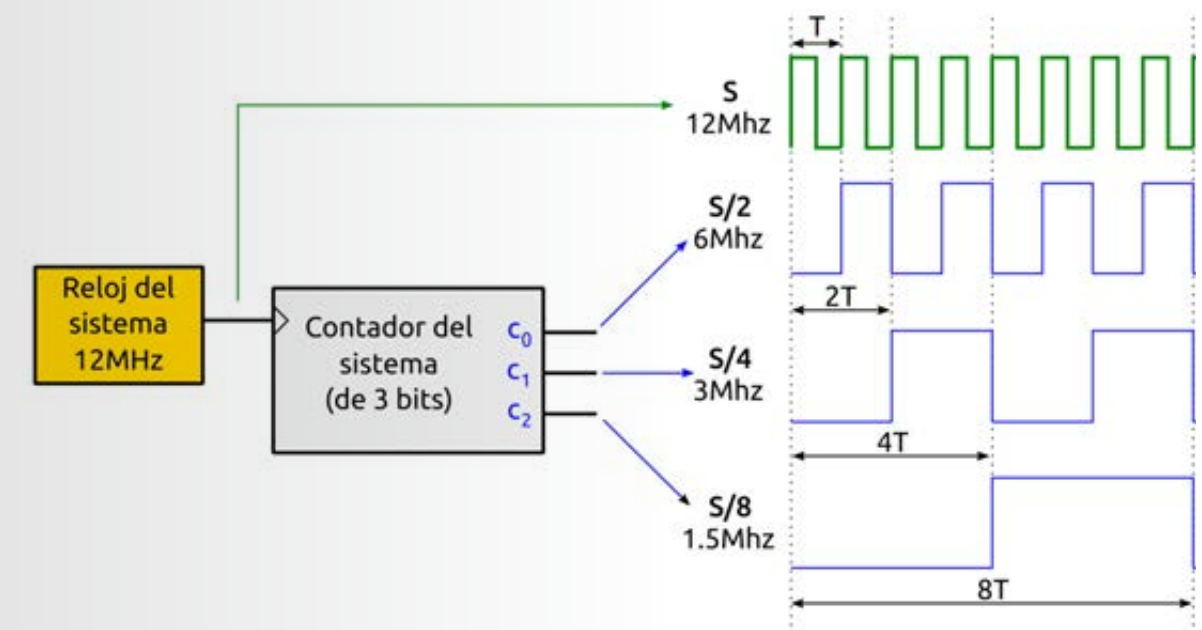 T
S
12Mhz
S/2
6Mhz
2T
Reloj del
sistema
12MHz
Contador del
sistema
(de 3 bits)
c0
c1
c2
S/4
3Mhz
4T
S/8
1.5Mhz
8T